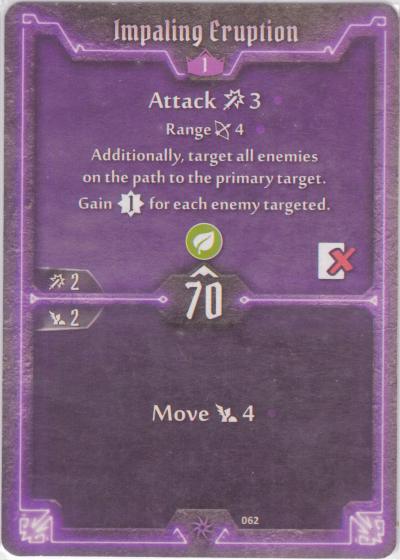 Impaling Eruption
1
Attack 3
Range 4
Additionally, target all enemies
on the path to the primary target.
Gain 1 for each enemy targeted.
2
70
2
Move 4
062